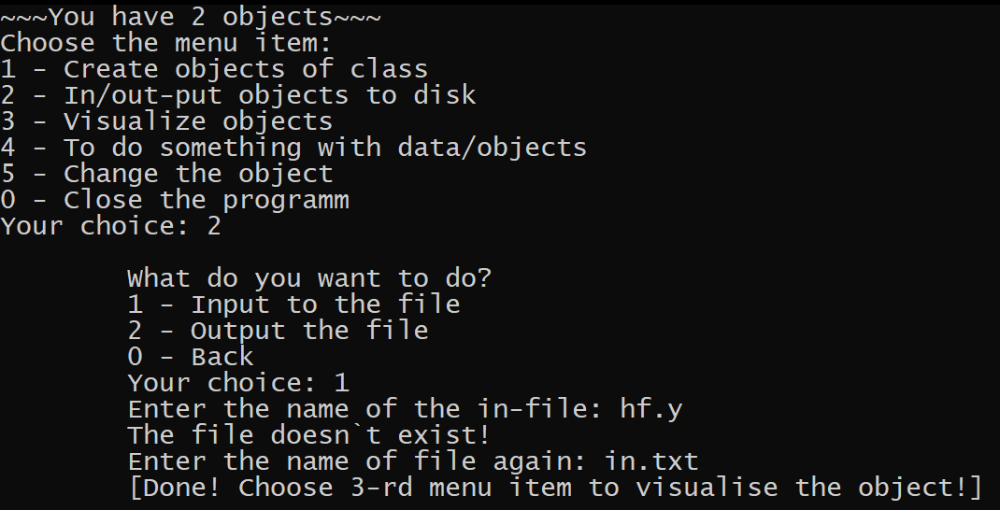 ~~~You have 2 objects~~~
Choose the menu item:
1 - Create objects of class
2 - In/out-put objects to disk
3 - Visualize objects
4 - To do something with data/objects
5 - Change the object
0 - Close the programm
Your choice: 2
What do you want to do?
1 - Input to the file
2 - Output the file
0 - Back
Your choice: 1
Enter the name of the in-file: hf.y
The file doesn`t exist!
Enter the name of file again: in.txt
[Done! Choose 3-rd menu item to visualise the object!]